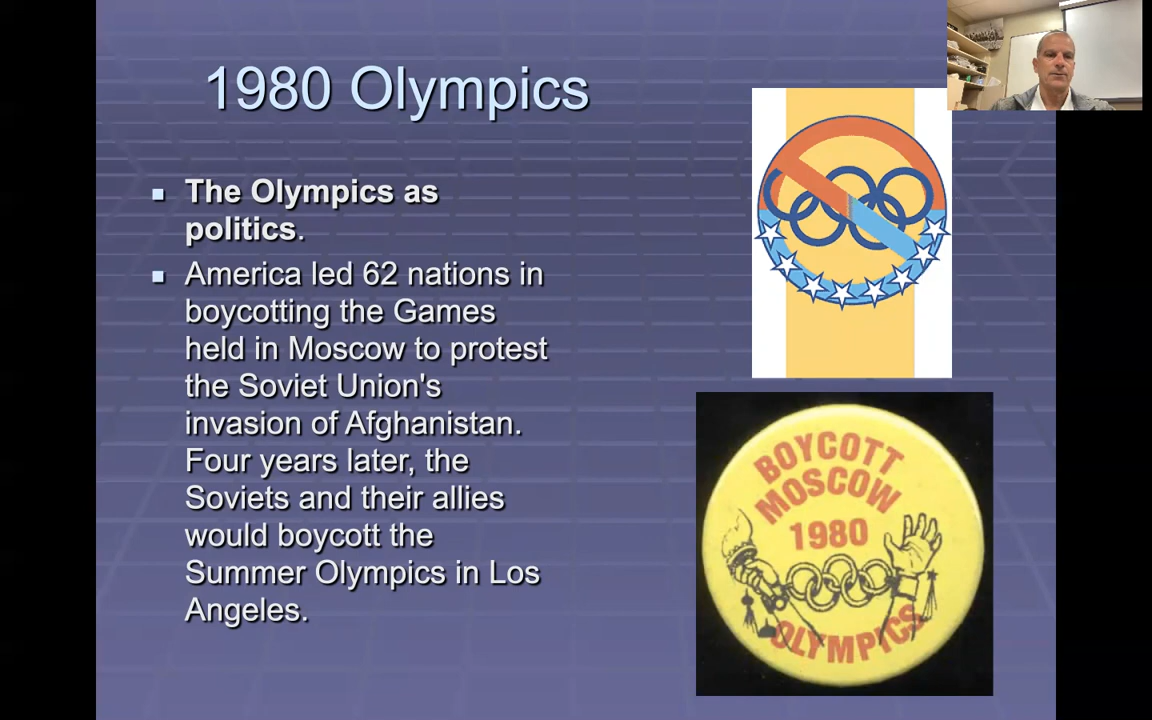 1980 Olympics
The Olympics as
politics.
America led 62 nations in
boycotting the Games
held in Moscow to protest
the Soviet Union's
invasion of Afghanistan.
Four years later, the
Soviets and their allies
would boycott the
Summer Olympics in Los
Angeles.
BOYCOTT
MOSCOW
1980
OLYMPICS